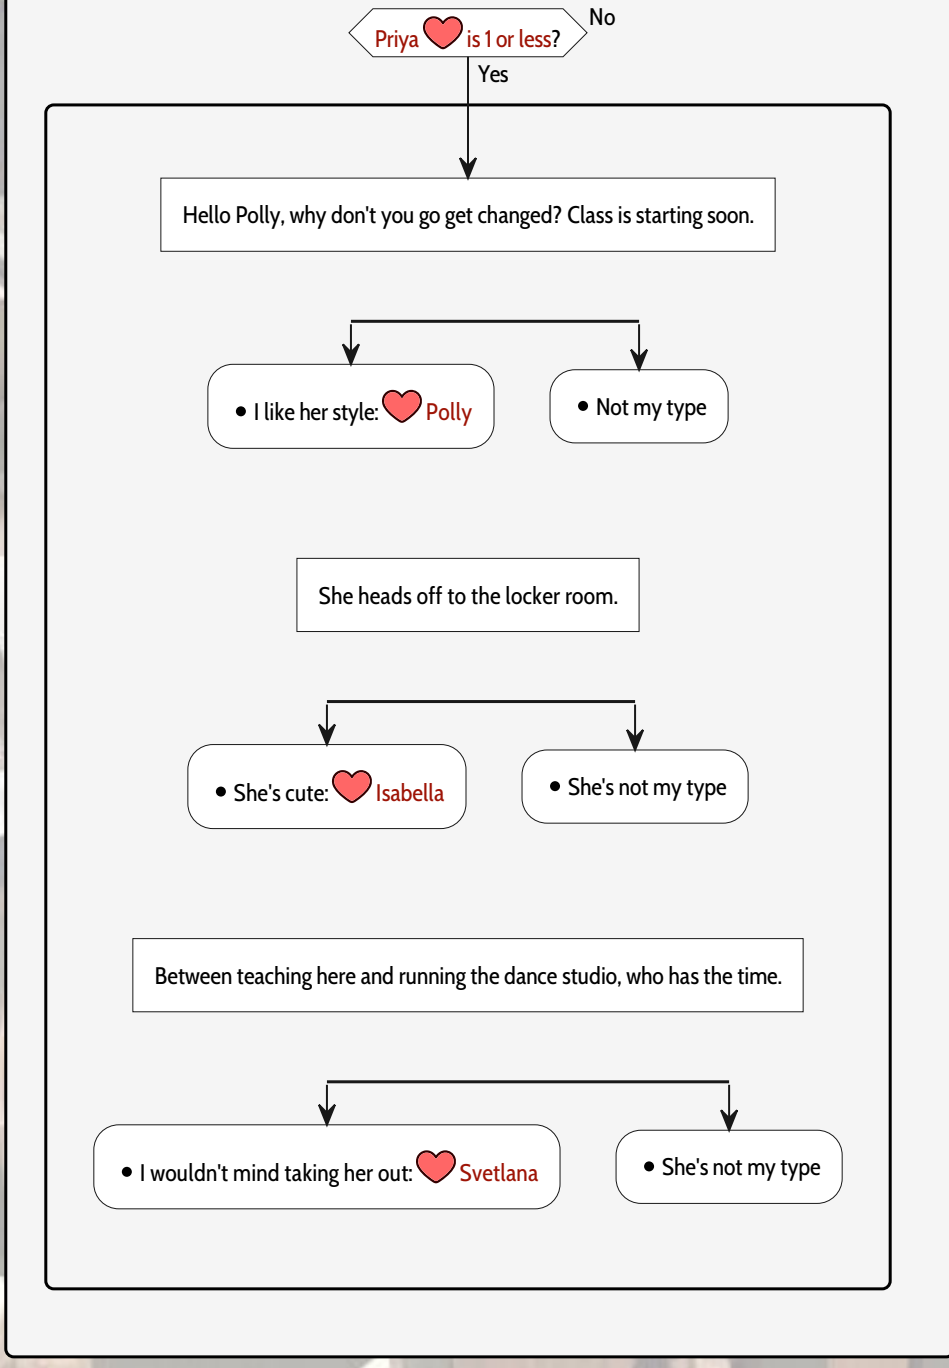 Priya is 1 or less?
No
Yes
Hello Polly, why don't you go get changed? Class is starting soon.
• I like her style: Polly
• Not my type
She heads off to the locker room.
• She's cute: Isabella
• She's not my type
Between teaching here and running the dance studio, who has the time.
• I wouldn't mind taking her out: Svetlana
• She's not my type